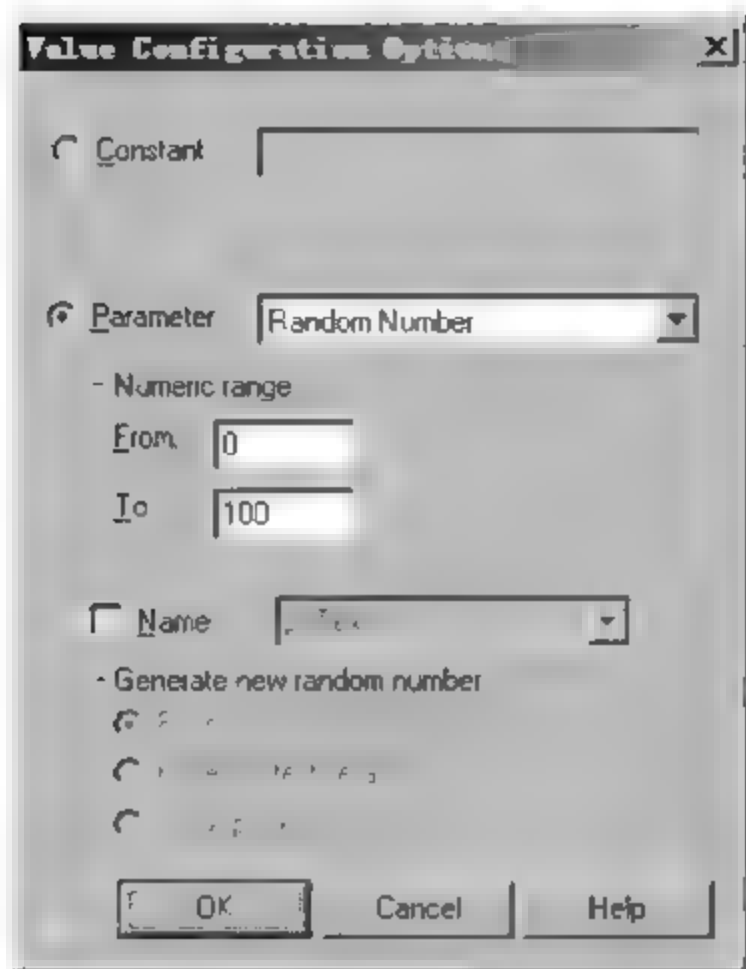 Value Configuration Options
Constant
Parameter Random Number
Numeric range
From 0
To 100
Name
Generate new random number
OK Cancel Help